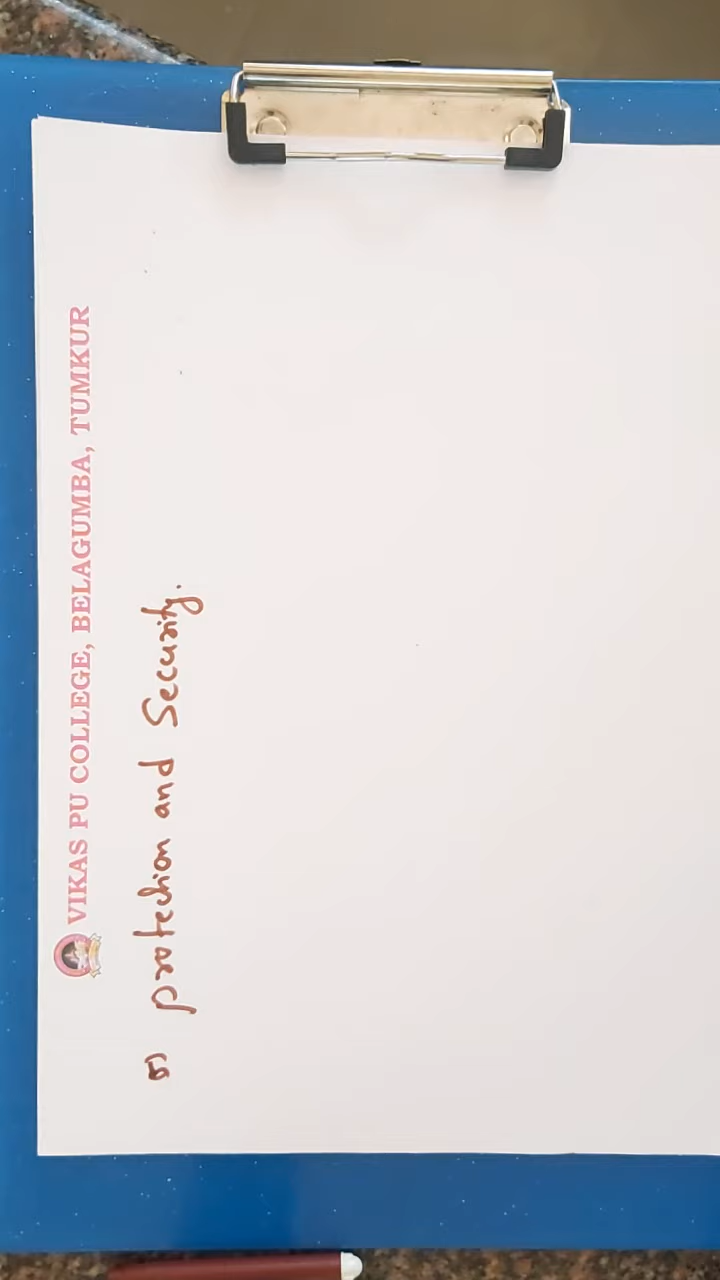 VIKAS PU COLLEGE, BELAGUMBA, TUMKUR
5) protection and Security.